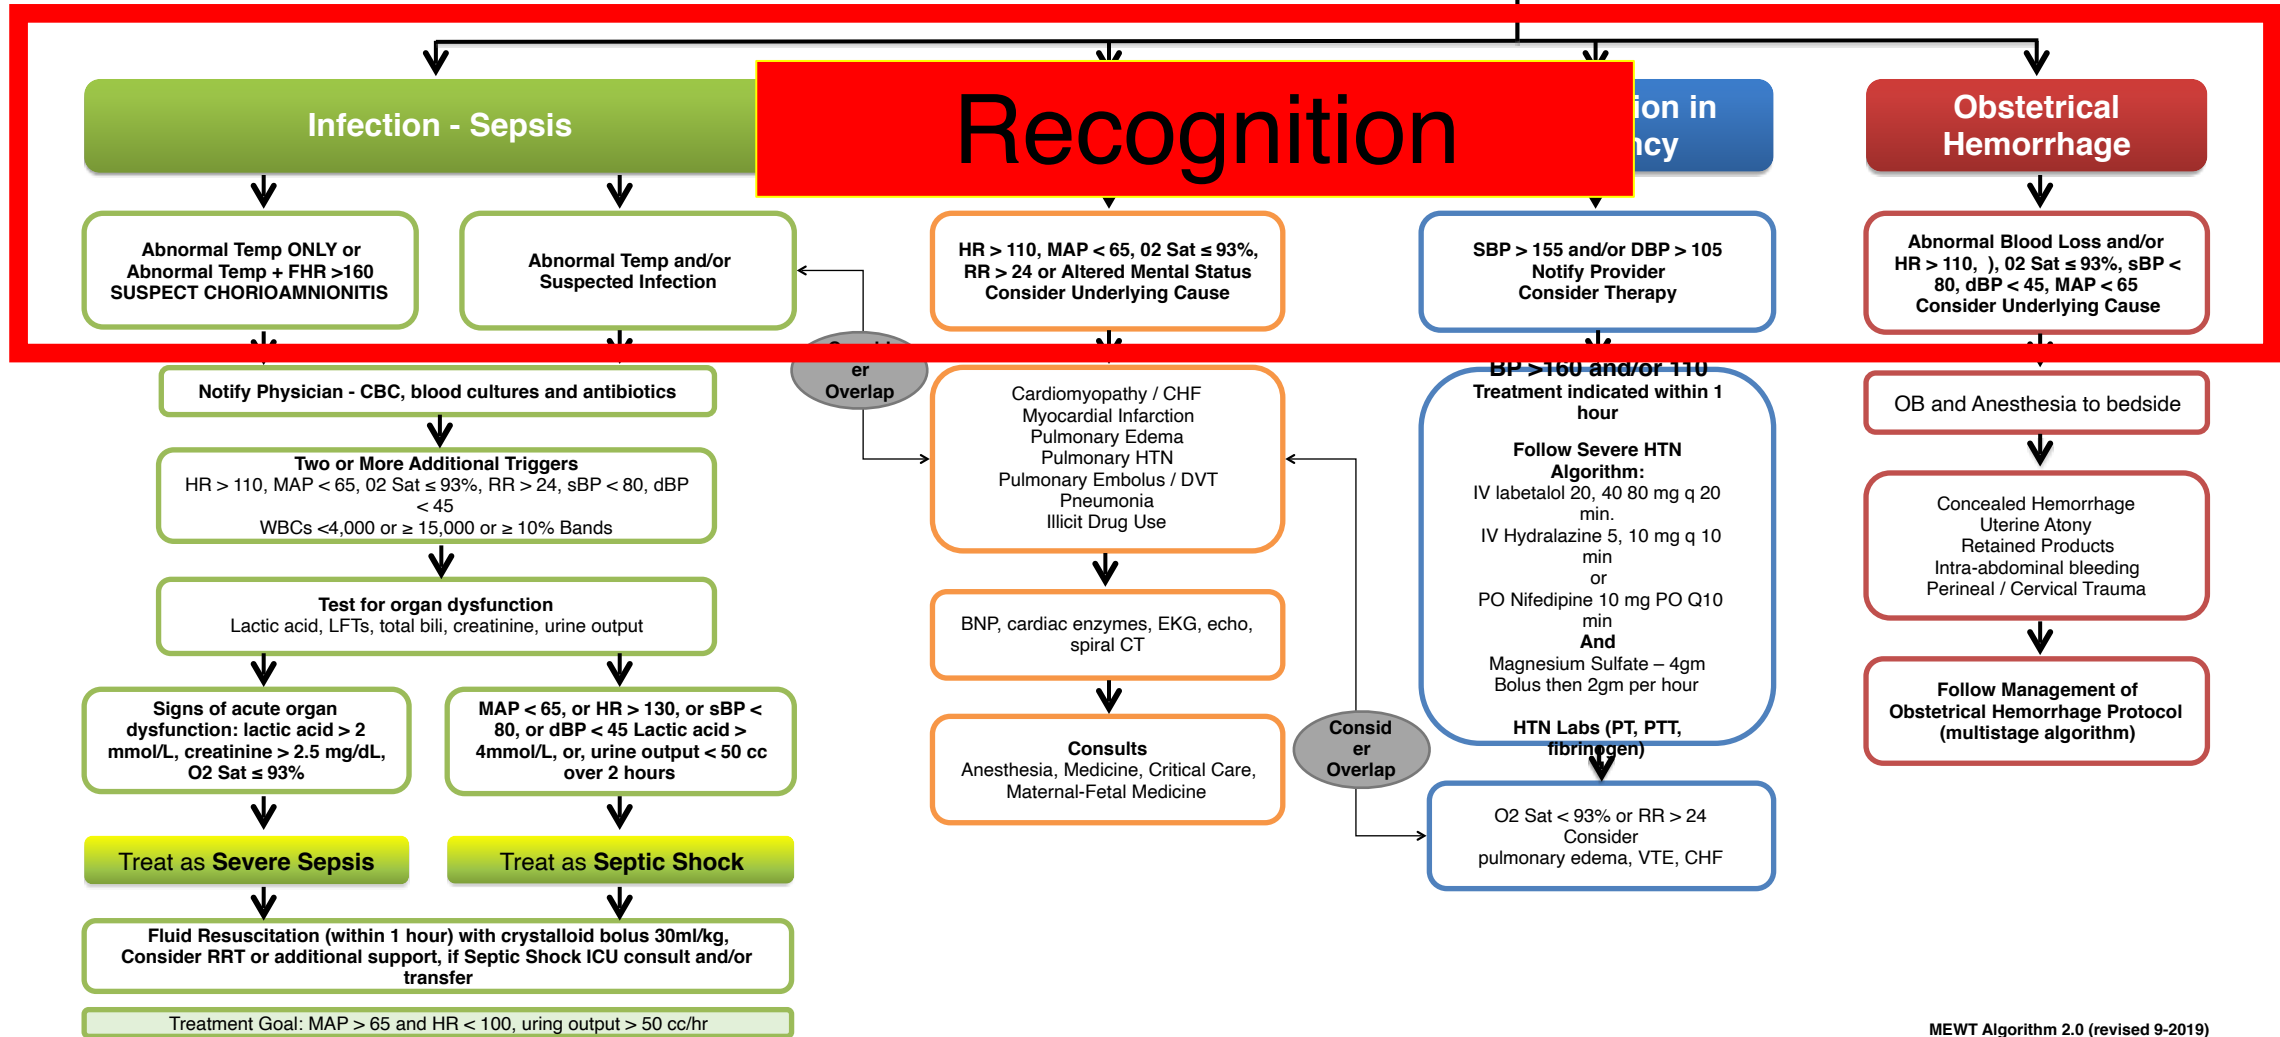 Recognition
Infection - Sepsis
ion in
ncy
Obstetrical
Hemorrhage
Abnormal Temp ONLY or
Abnormal Temp + FHR >160
SUSPECT CHORIOAMNIONITIS
Abnormal Temp and/or
Suspected Infection
HR > 110, MAP < 65, 02 Sat ≤ 93%,
RR > 24 or Altered Mental Status
Consider Underlying Cause
SBP > 155 and/or DBP > 105
Notify Provider
Consider Therapy
Abnormal Blood Loss and/or
HR > 110,  ), 02 Sat ≤ 93%, sBP <
80, dBP < 45, MAP < 65
Consider Underlying Cause
Notify Physician - CBC, blood cultures and antibiotics
Two or More Additional Triggers
HR > 110, MAP < 65, 02 Sat ≤ 93%, RR > 24, sBP < 80, dBP
< 45
WBCs <4,000 or ≥ 15,000 or ≥ 10% Bands
Test for organ dysfunction
Lactic acid, LFTs, total bili, creatinine, urine output
Signs of acute organ
dysfunction: lactic acid > 2
mmol/L, creatinine > 2.5 mg/dL,
O2 Sat ≤ 93%
MAP < 65, or HR > 130, or sBP <
80, or dBP < 45 Lactic acid >
4mmol/L, or, urine output < 50 cc
over 2 hours
Treat as Severe Sepsis
Treat as Septic Shock
Fluid Resuscitation (within 1 hour) with crystalloid bolus 30ml/kg,
Consider RRT or additional support, if Septic Shock ICU consult and/or
transfer
Treatment Goal: MAP > 65 and HR < 100, uring output > 50 cc/hr
er
Overlap
Cardiomyopathy / CHF
Myocardial Infarction
Pulmonary Edema
Pulmonary HTN
Pulmonary Embolus / DVT
Pneumonia
Illicit Drug Use
BNP, cardiac enzymes, EKG, echo,
spiral CT
Consults
Anesthesia, Medicine, Critical Care,
Maternal-Fetal Medicine
Consid
er
Overlap
BP >160 and/or 110
Treatment indicated within 1
hour
Follow Severe HTN
Algorithm:
IV labetalol 20, 40 80 mg q 20
min.
IV Hydralazine 5, 10 mg q 10
min
or
PO Nifedipine 10 mg PO Q10
min
And
Magnesium Sulfate – 4gm
Bolus then 2gm per hour
HTN Labs (PT, PTT,
fibrinogen)
O2 Sat < 93% or RR > 24
Consider
pulmonary edema, VTE, CHF
OB and Anesthesia to bedside
Concealed Hemorrhage
Uterine Atony
Retained Products
Intra-abdominal bleeding
Perineal / Cervical Trauma
Follow Management of
Obstetrical Hemorrhage Protocol
(multistage algorithm)
MEWT Algorithm 2.0 (revised 9-2019)